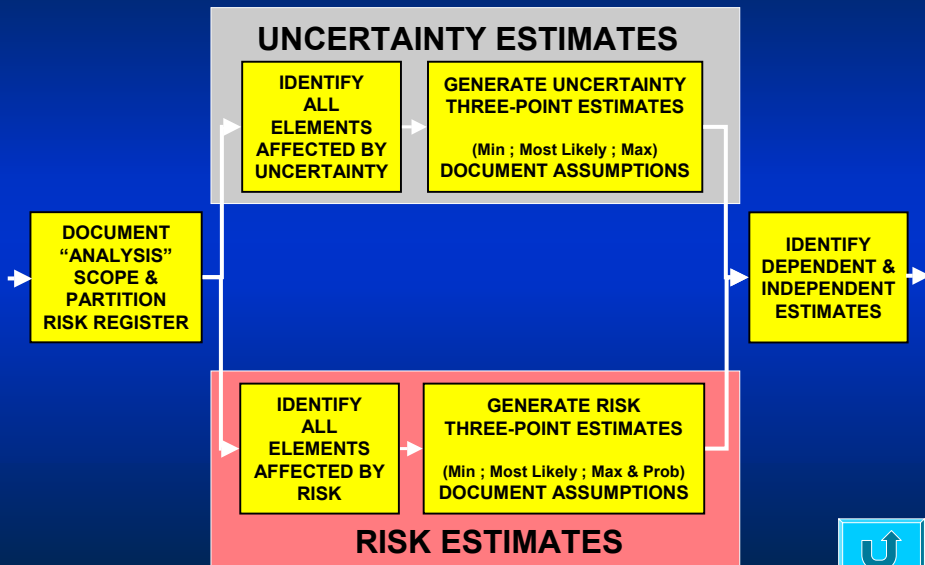 UNCERTAINTY ESTIMATES
IDENTIFY
ALL
ELEMENTS
AFFECTED BY
UNCERTAINTY
GENERATE UNCERTAINTY
THREE-POINT ESTIMATES
(Min ; Most Likely ; Max)
DOCUMENT ASSUMPTIONS
DOCUMENT
“ANALYSIS”
SCOPE &
PARTITION
RISK REGISTER
IDENTIFY
DEPENDENT &
INDEPENDENT
ESTIMATES
IDENTIFY
ALL
ELEMENTS
AFFECTED BY
RISK
GENERATE RISK
THREE-POINT ESTIMATES
(Min ; Most Likely ; Max & Prob)
DOCUMENT ASSUMPTIONS
RISK ESTIMATES